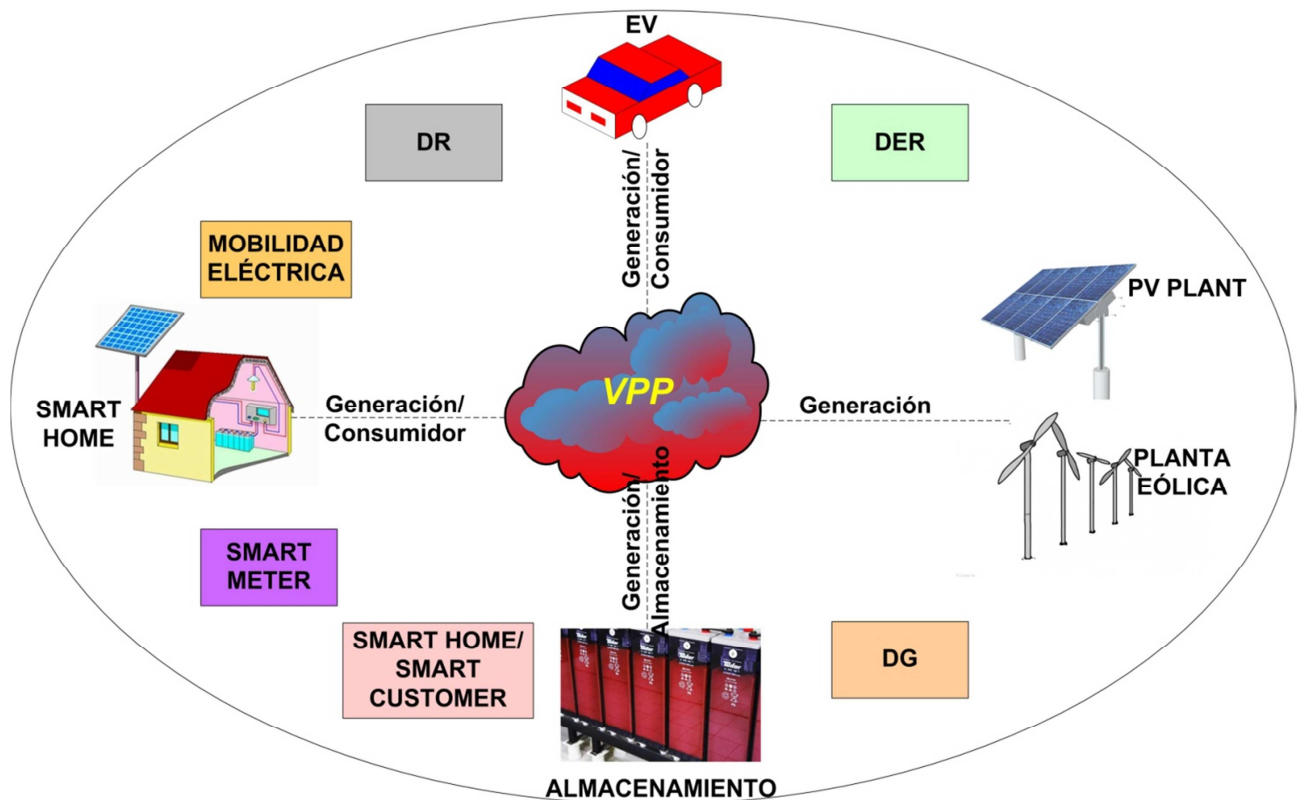 EV
DR
DER
Generación/
Consumidor
MOBILIDAD
ELÉCTRICA
PV PLANT
VPP
SMART
HOME
Generación/
Consumidor
Generación
PLANTA
EÓLICA
Generación/
Almacenamiento
SMART
METER
SMART HOME/
SMART
CUSTOMER
DG
ALMACENAMIENTO